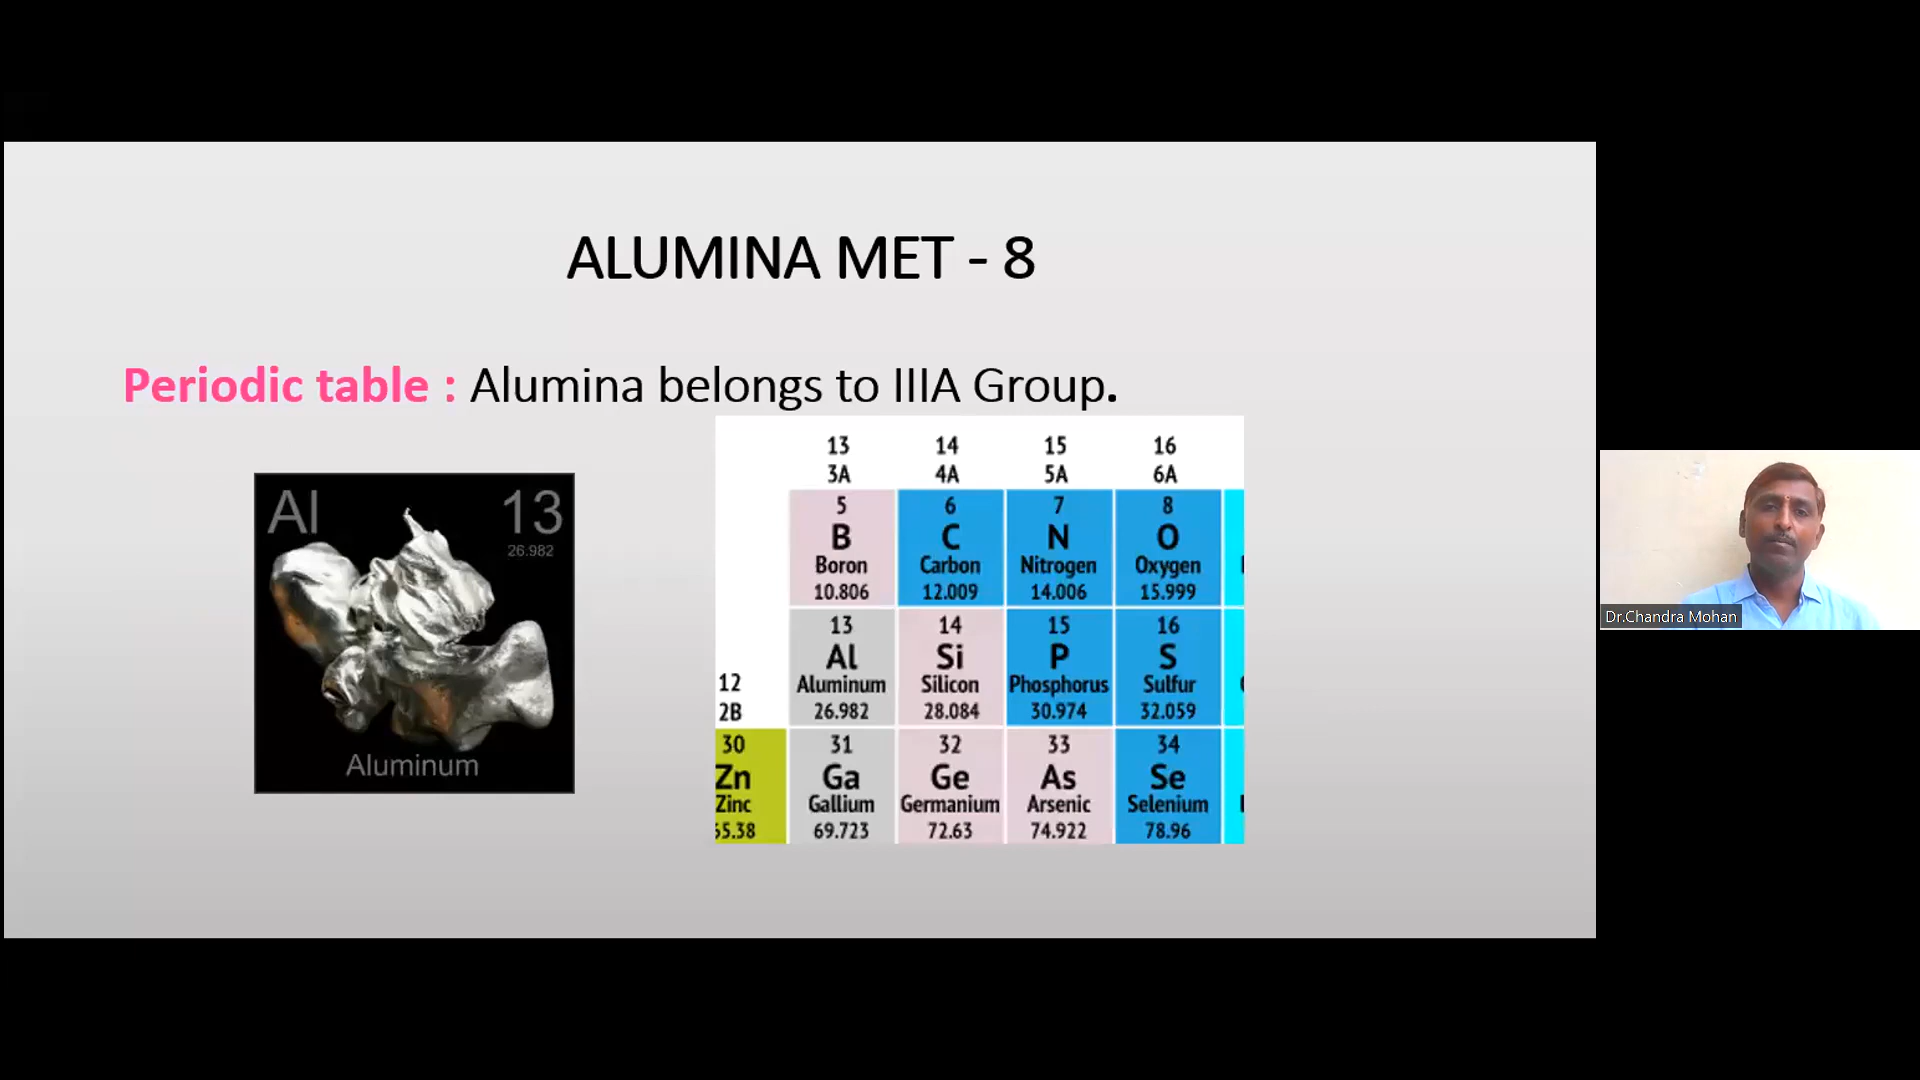 ALUMINA MET - 8
Periodic table : Alumina belongs to IIIA Group.
Al 13
26.982
Aluminum
13 14 15 16
3A 4A 5A 6A
5 6 7 8
B C N O
Boron Carbon Nitrogen Oxygen
10.806 12.009 14.006 15.999
13 14 15 16
Al Si P S
12 Aluminum Silicon Phosphorus Sulfur
2B 26.982 28.084 30.974 32.059
30 31 32 33 34
Zn Ga Ge As Se
Zinc Gallium Germanium Arsenic Selenium
69.723 72.63 74.922 78.96
Dr.Chandra Mohan